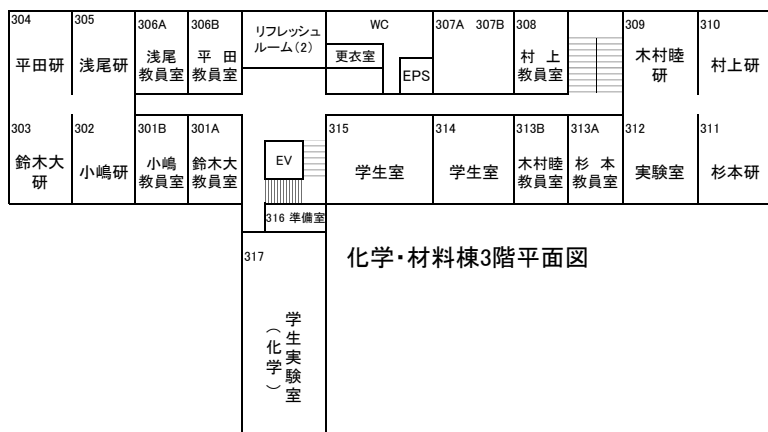 304
平田研
305
浅尾研
306A
浅尾
教員室
306B
平 田
教員室
リフレッシュ
ルーム(2)
WC
更衣室
EPS
307A 307B
308
村 上
教員室
309
木村睦
研
310
村上研
303
鈴木大
研
302
小嶋研
301B
小嶋
教員室
301A
鈴木大
教員室
EV
315
学生室
314
学生室
313B
木村睦
教員室
313A
杉 本
教員室
312
実験室
311
杉本研
316 準備室
317
学生実験室
(化学)
化学・材料棟3階平面図